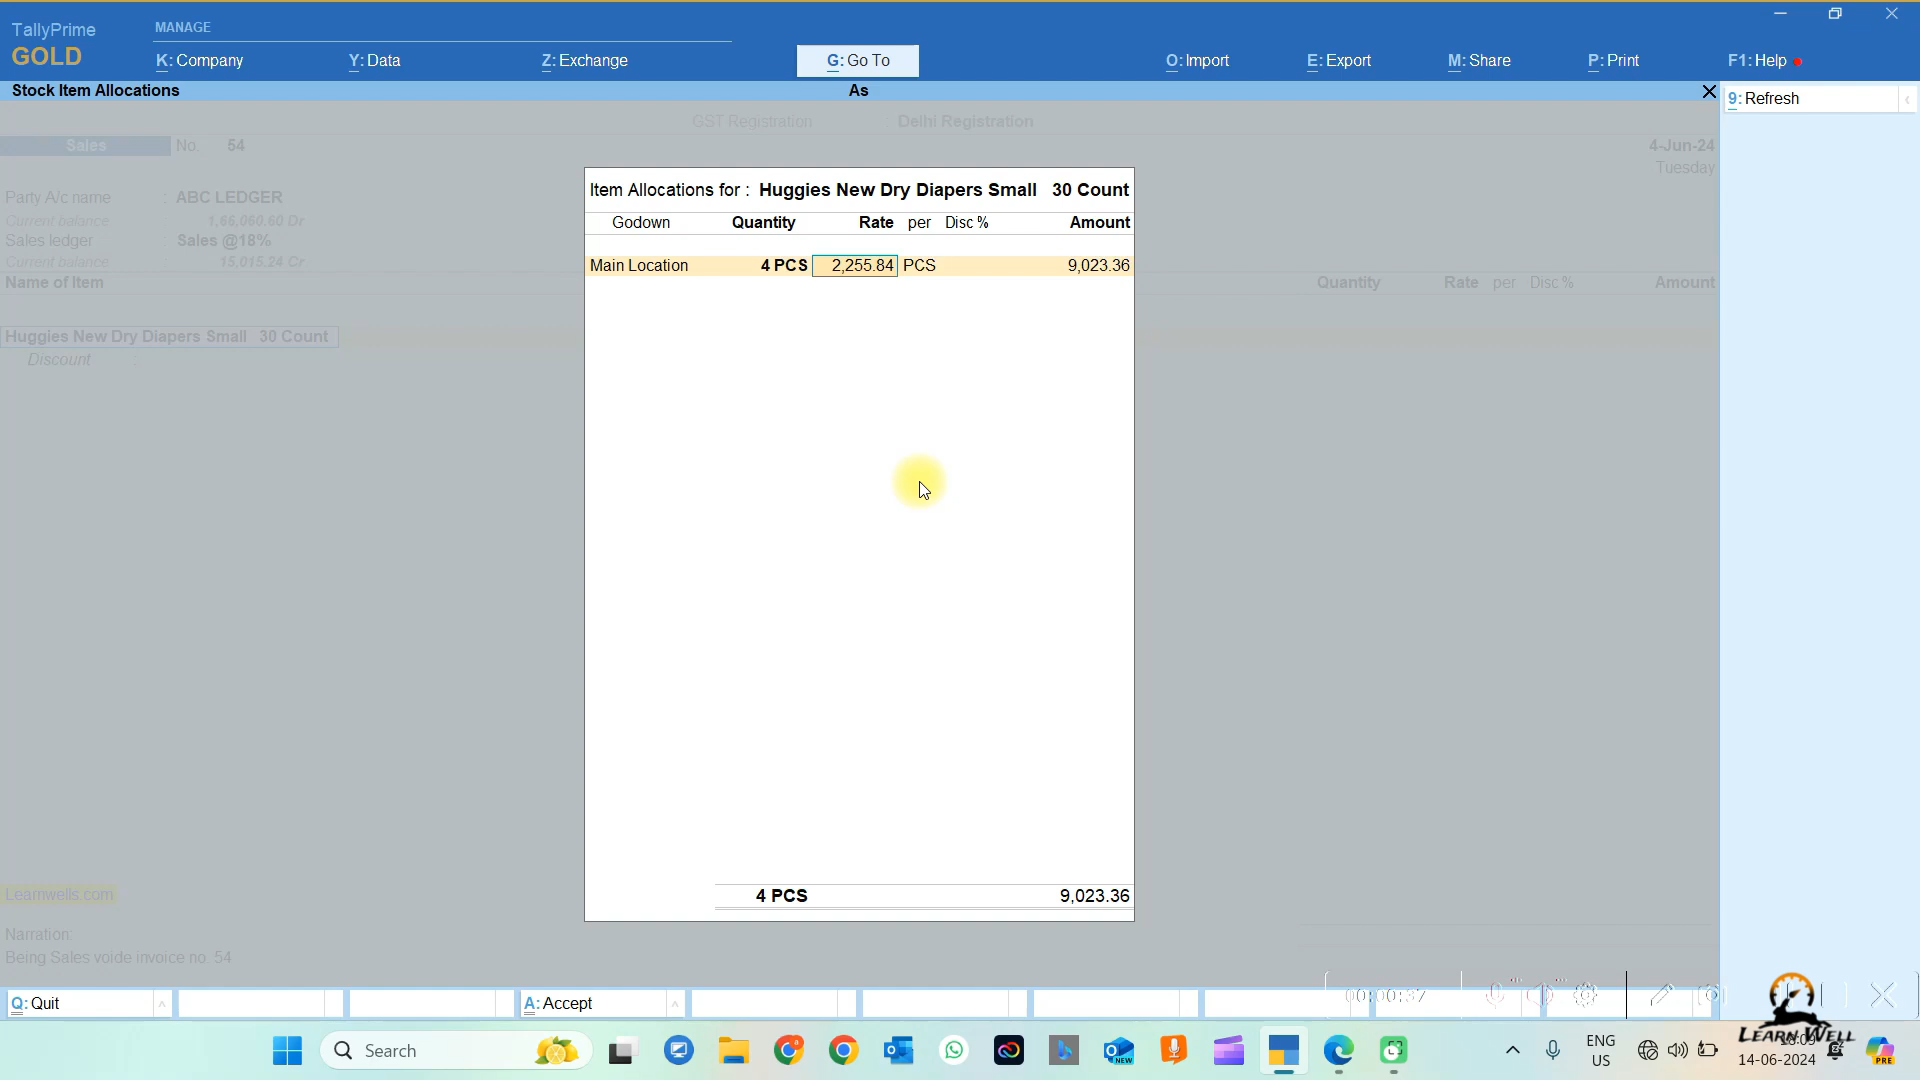 TallyPrime
GOLD
MANAGE
K: Company
Y: Data
Z: Exchange
G: Go To
O: Import
E: Export
M: Share
P: Print
F1: Help
Stock Item Allocations
As
9: Refresh
GST Registration
Delhi Registration
Sales
No. 54
4-Jun-24
Tuesday
Party A/c name : ABC LEDGER
Current balance 1,66,060.60 Dr
Sales ledger : Sales @18%
Current balance 15,015.24 Cr
Name of Item
Quantity Rate per Disc % Amount
Huggies New Dry Diapers Small 30 Count
Discount :
Item Allocations for : Huggies New Dry Diapers Small 30 Count
Godown Quantity Rate per Disc % Amount
Main Location 4 PCS 2,255.84 PCS 9,023.36
4 PCS 9,023.36
Learnwells.com
Narration:
Being Sales voide invoice no. 54
Q: Quit
A: Accept
00:00:37
LEARNWELL
Search
NEW
ENG
US
14-06-2024
PRE